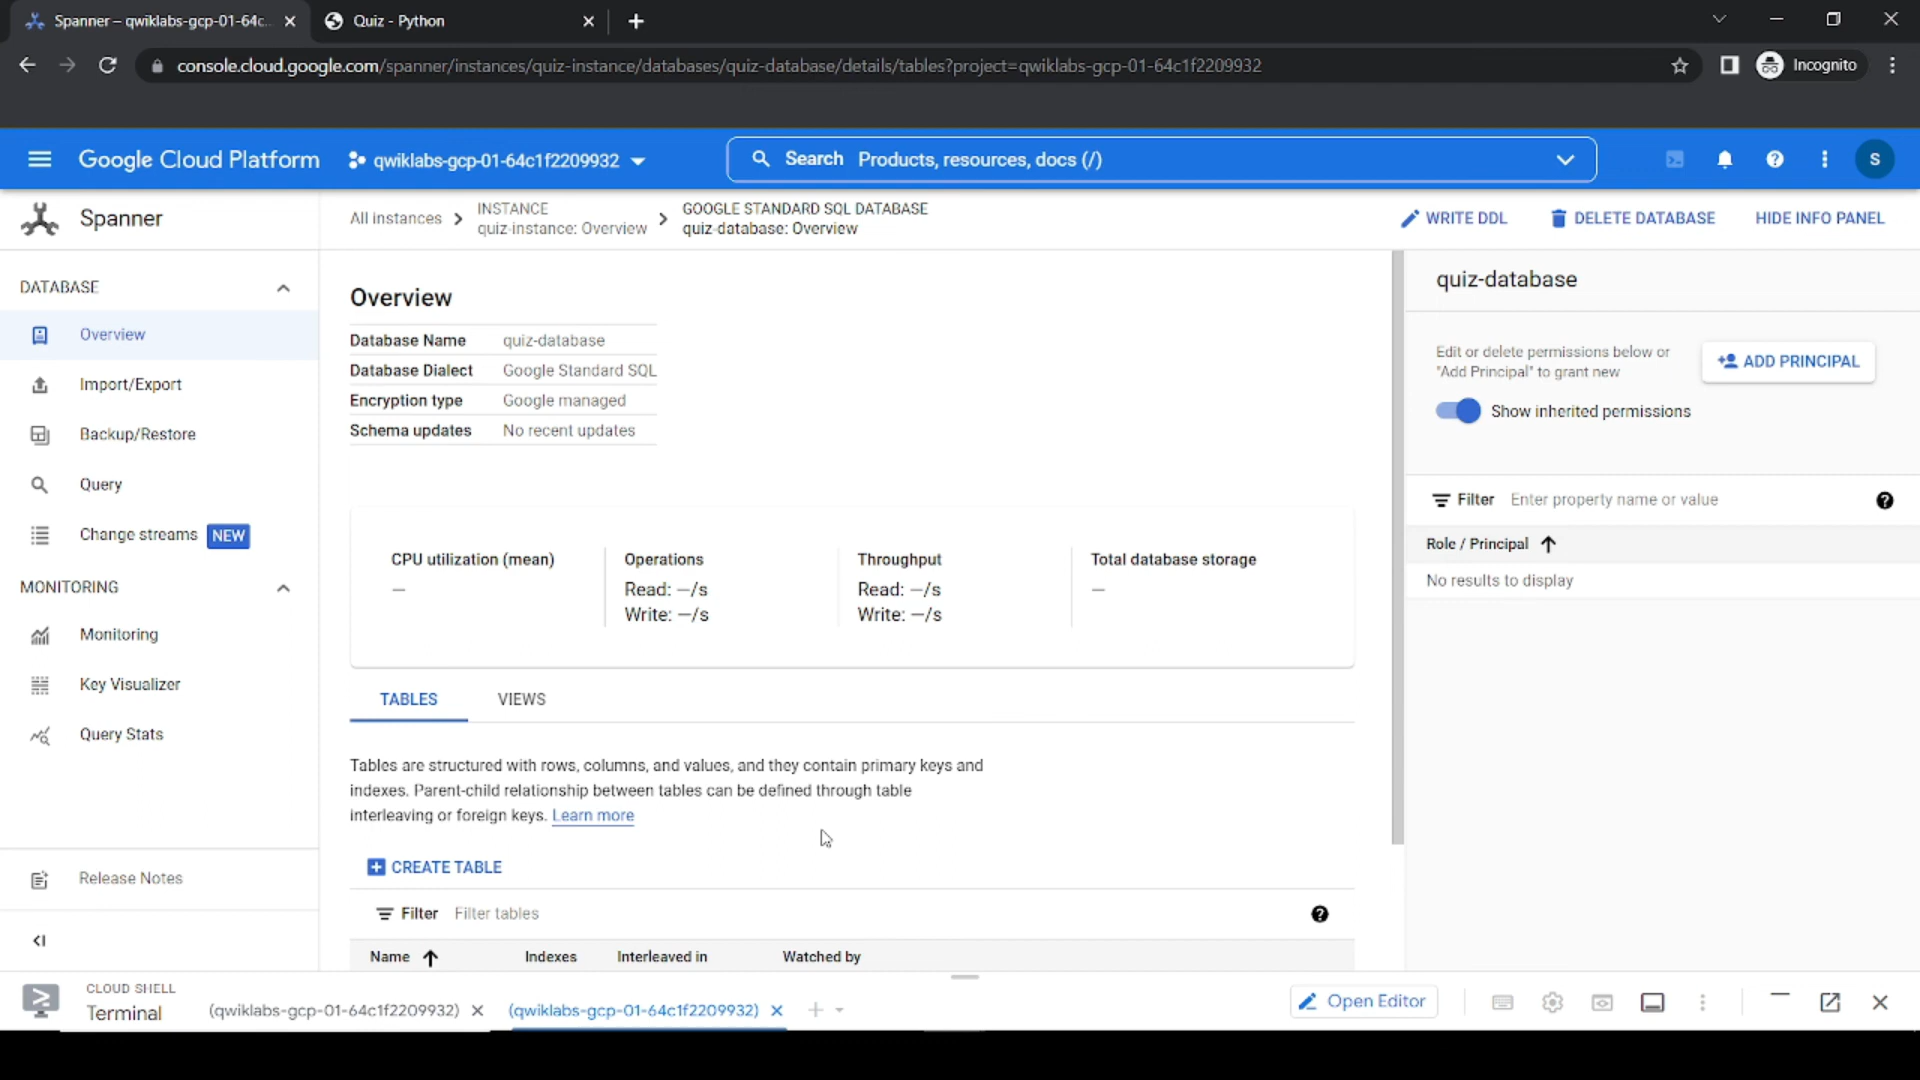 Spanner – qwiklabs-gcp-01-64c...
Quiz - Python
console.cloud.google.com/spanner/instances/quiz-instance/databases/quiz-database/details/tables?project=qwiklabs-gcp-01-64c1f2209932
Incognito
Google Cloud Platform
qwiklabs-gcp-01-64c1f2209932
Search Products, resources, docs (/)
S
Spanner
All instances
INSTANCE
quiz-instance: Overview
GOOGLE STANDARD SQL DATABASE
quiz-database: Overview
WRITE DDL
DELETE DATABASE
HIDE INFO PANEL
DATABASE
Overview
Import/Export
Backup/Restore
Query
Change streams NEW
MONITORING
Monitoring
Key Visualizer
Query Stats
Release Notes
Overview
Database Name quiz-database
Database Dialect Google Standard SQL
Encryption type Google managed
Schema updates No recent updates
CPU utilization (mean)
—
Operations
Read: —/s
Write: —/s
Throughput
Read: —/s
Write: —/s
Total database storage
—
TABLES
VIEWS
Tables are structured with rows, columns, and values, and they contain primary keys and
indexes. Parent-child relationship between tables can be defined through table
interleaving or foreign keys. Learn more
CREATE TABLE
Filter Filter tables
Name Indexes Interleaved in Watched by
quiz-database
Edit or delete permissions below or
"Add Principal" to grant new
ADD PRINCIPAL
Show inherited permissions
Filter Enter property name or value
Role / Principal
No results to display
CLOUD SHELL
Terminal
(qwiklabs-gcp-01-64c1f2209932)
(qwiklabs-gcp-01-64c1f2209932)
Open Editor